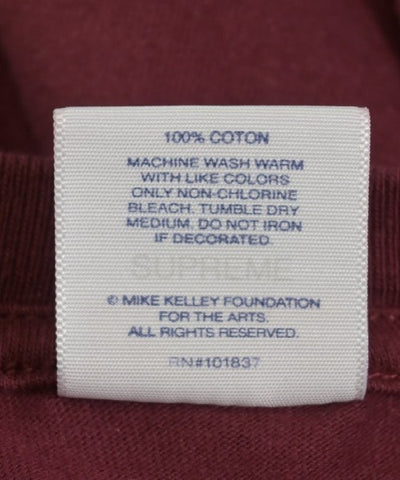 100% COTON
MACHINE WASH WARM
WITH LIKE COLORS
ONLY NON-CHLORINE
BLEACH. TUMBLE DRY
MEDIUM. DO NOT IRON
IF DECORATED.
SUPREME
© MIKE KELLEY FOUNDATION
FOR THE ARTS.
ALL RIGHTS RESERVED.
RN#101837